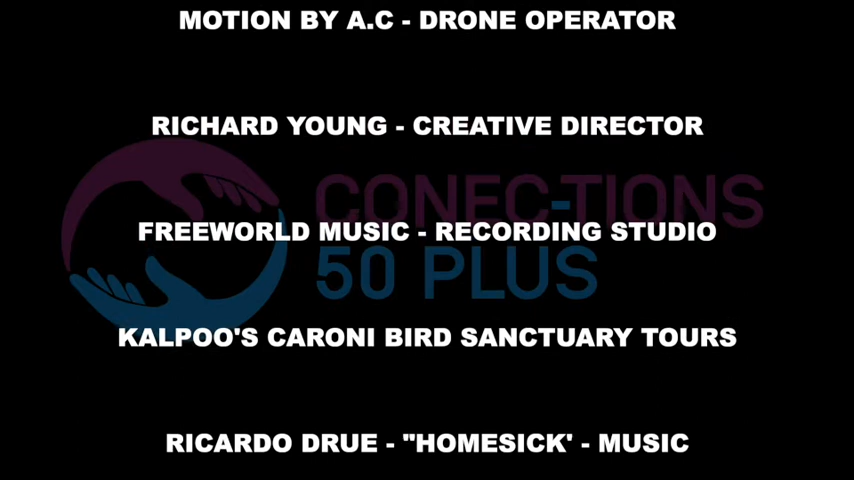 MOTION BY A.C - DRONE OPERATOR
RICHARD YOUNG - CREATIVE DIRECTOR
CONEC-TIONS
FREEWORLD MUSIC - RECORDING STUDIO
50 PLUS
KALPOO'S CARONI BIRD SANCTUARY TOURS
RICARDO DRUE - "HOMESICK' - MUSIC